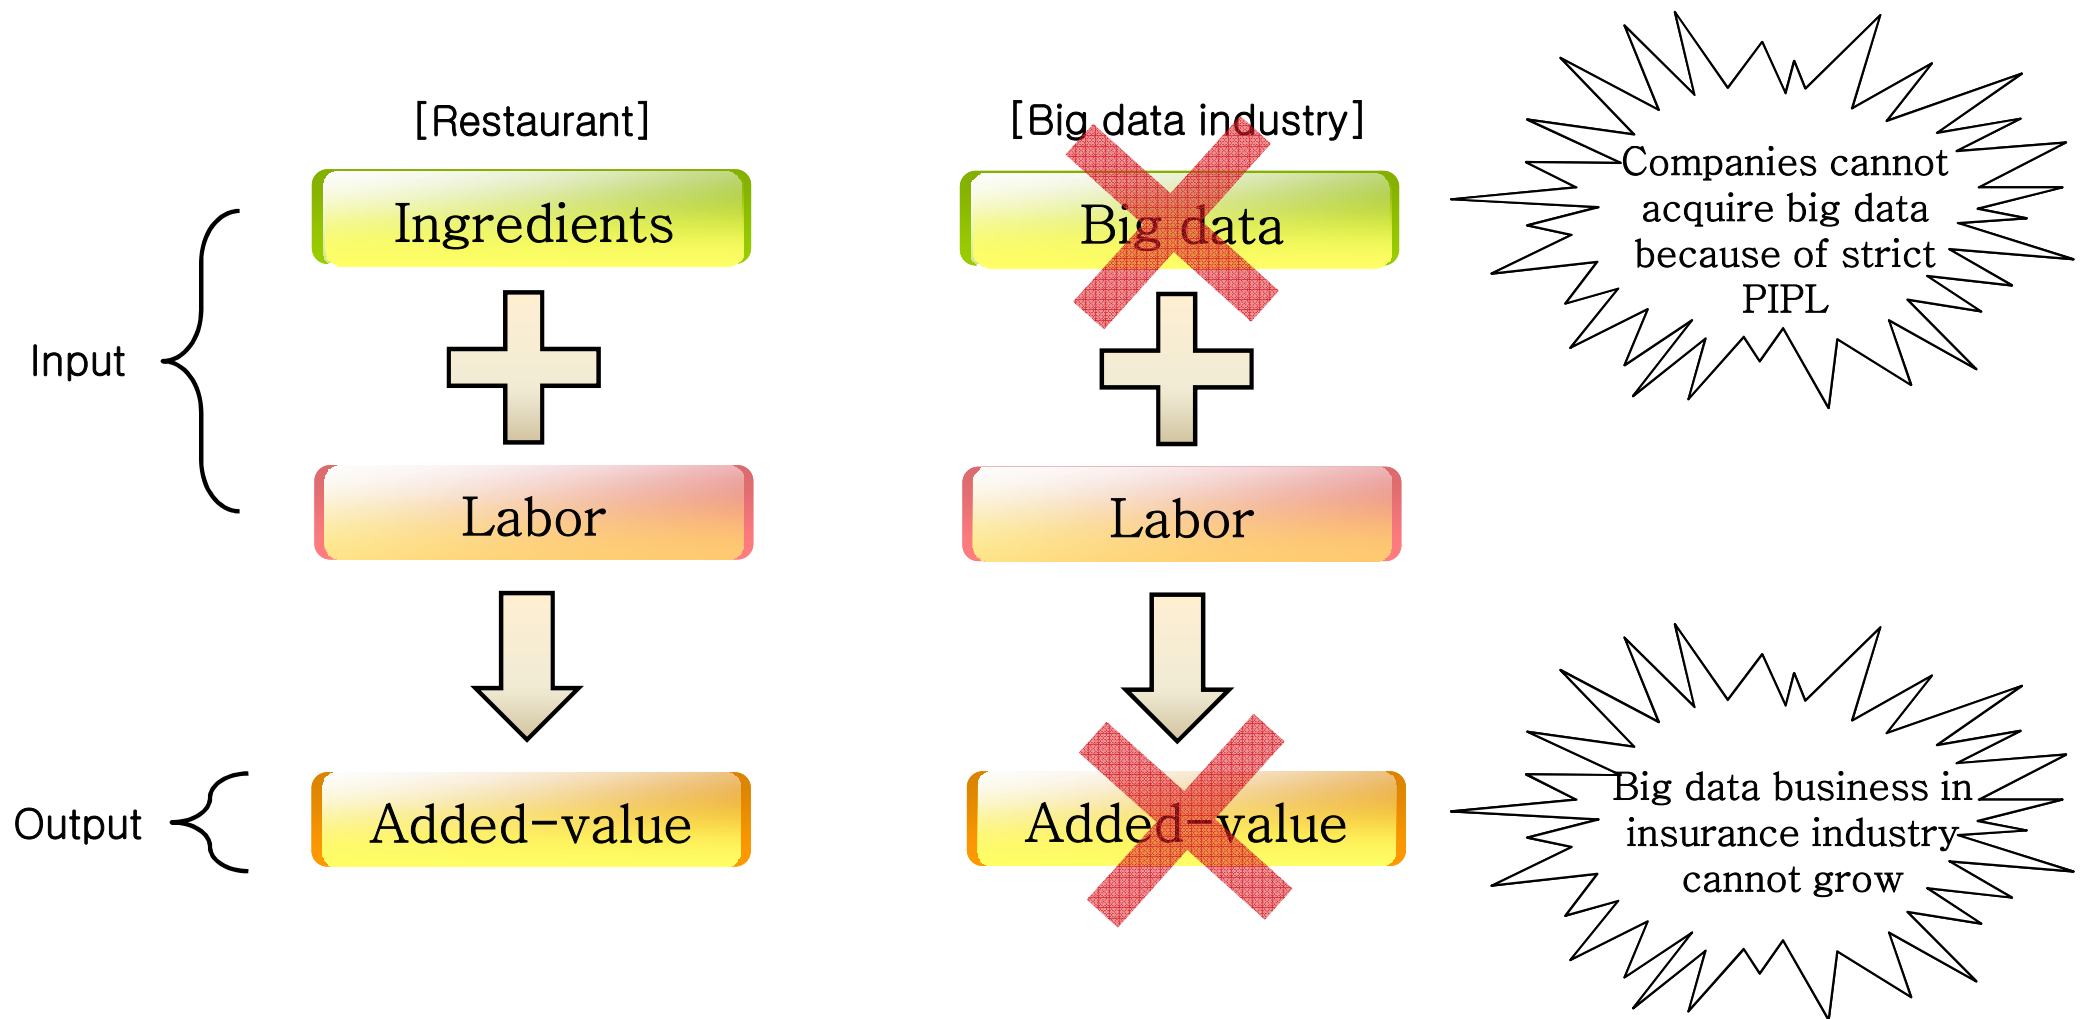 [Restaurant]
[Big data industry]
Ingredients
Big data
Companies cannot
acquire big data
because of strict
PIPL
Input
Labor
Labor
Output
Added-value
Added-value
Big data business in
insurance industry
cannot grow